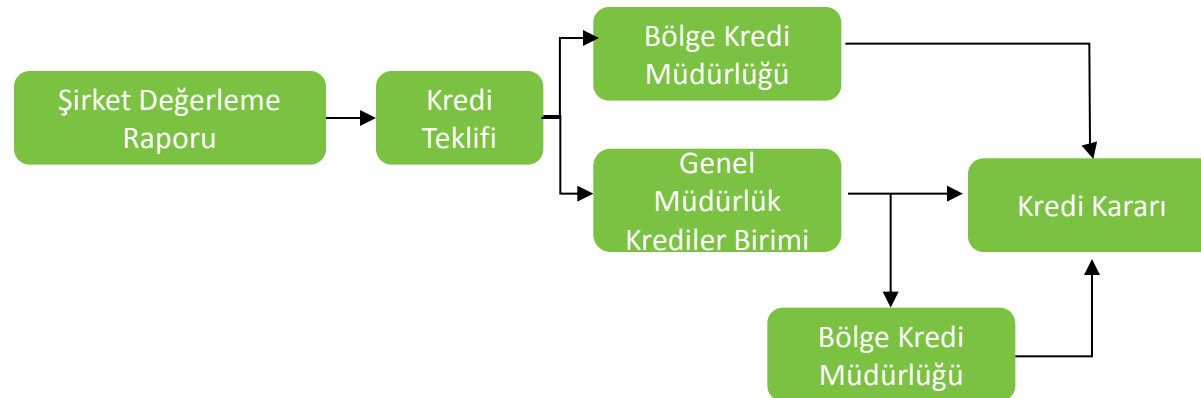 Şirket Değerleme
Raporu
Kredi
Teklifi
Bölge Kredi
Müdürlüğü
Genel
Müdürlük
Krediler Birimi
Kredi Kararı
Bölge Kredi
Müdürlüğü